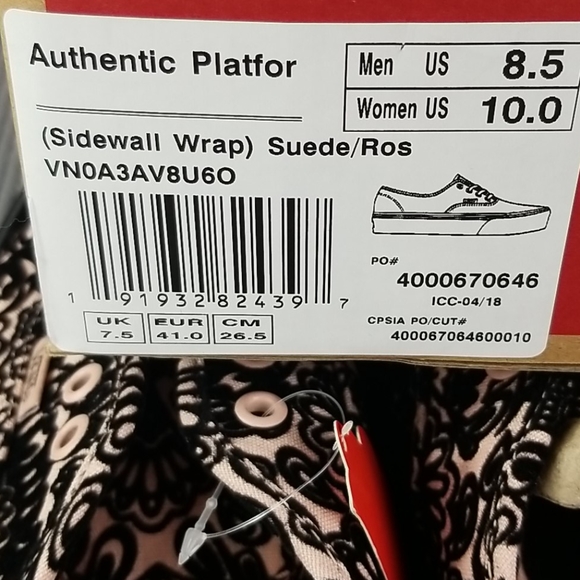 Authentic Platfor
Men US 8.5
Women US 10.0
(Sidewall Wrap) Suede/Ros
VN0A3AV8U6O
1 91932 82439 7
PO#
4000670646
ICC-04/18
CPSIA PO/CUT#
400067064600010
UK EUR CM
7.5 41.0 26.5